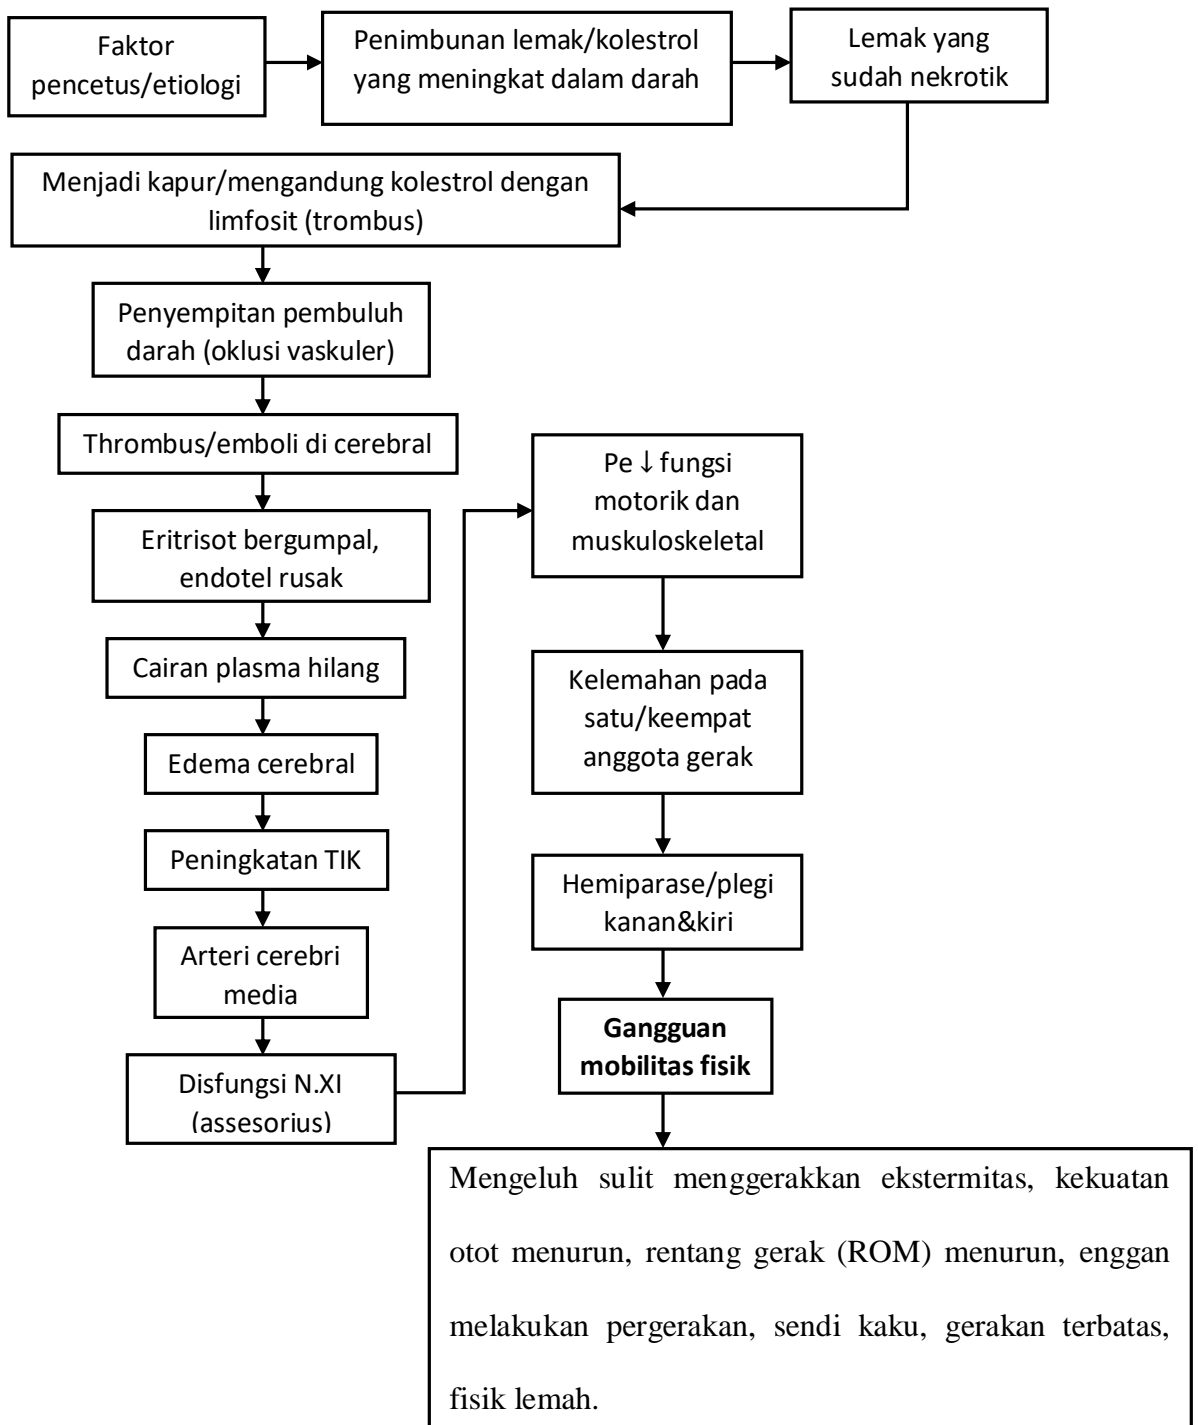 Faktor
pencetus/etiologi
Penimbunan lemak/kolestrol
yang meningkat dalam darah
Lemak yang
sudah nekrotik
Menjadi kapur/mengandung kolestrol dengan
limfosit (trombus)
Penyempitan pembuluh
darah (oklusi vaskuler)
Thrombus/emboli di cerebral
Eritrisot bergumpal,
endotel rusak
Cairan plasma hilang
Edema cerebral
Peningkatan TIK
Arteri cerebri
media
Disfungsi N.XI
(assesorius)
Pe ↓ fungsi
motorik dan
muskuloskeletal
Kelemahan pada
satu/keempat
anggota gerak
Hemiparase/plegi
kanan&kiri
Gangguan
mobilitas fisik
Mengeluh sulit menggerakkan ekstermitas, kekuatan
otot menurun, rentang gerak (ROM) menurun, enggan
melakukan pergerakan, sendi kaku, gerakan terbatas,
fisik lemah.